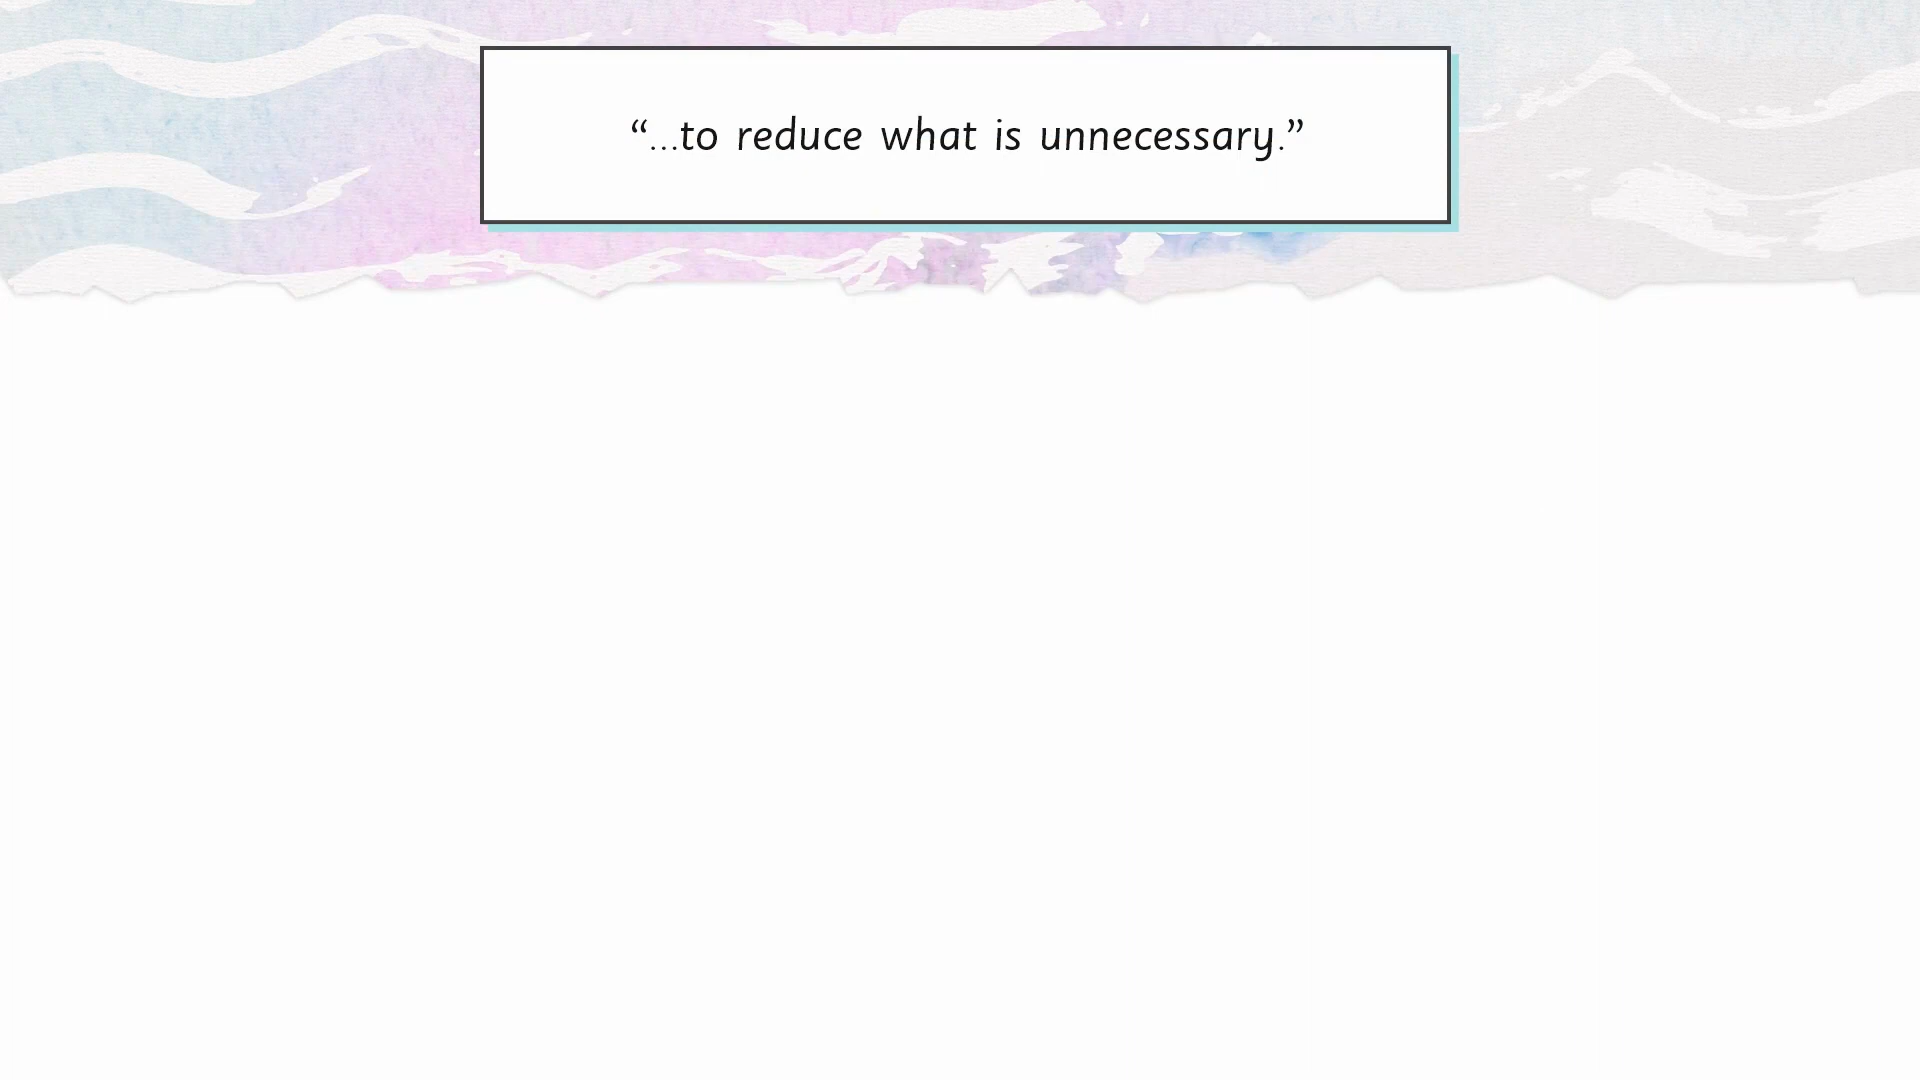 “...to reduce what is unnecessary.”